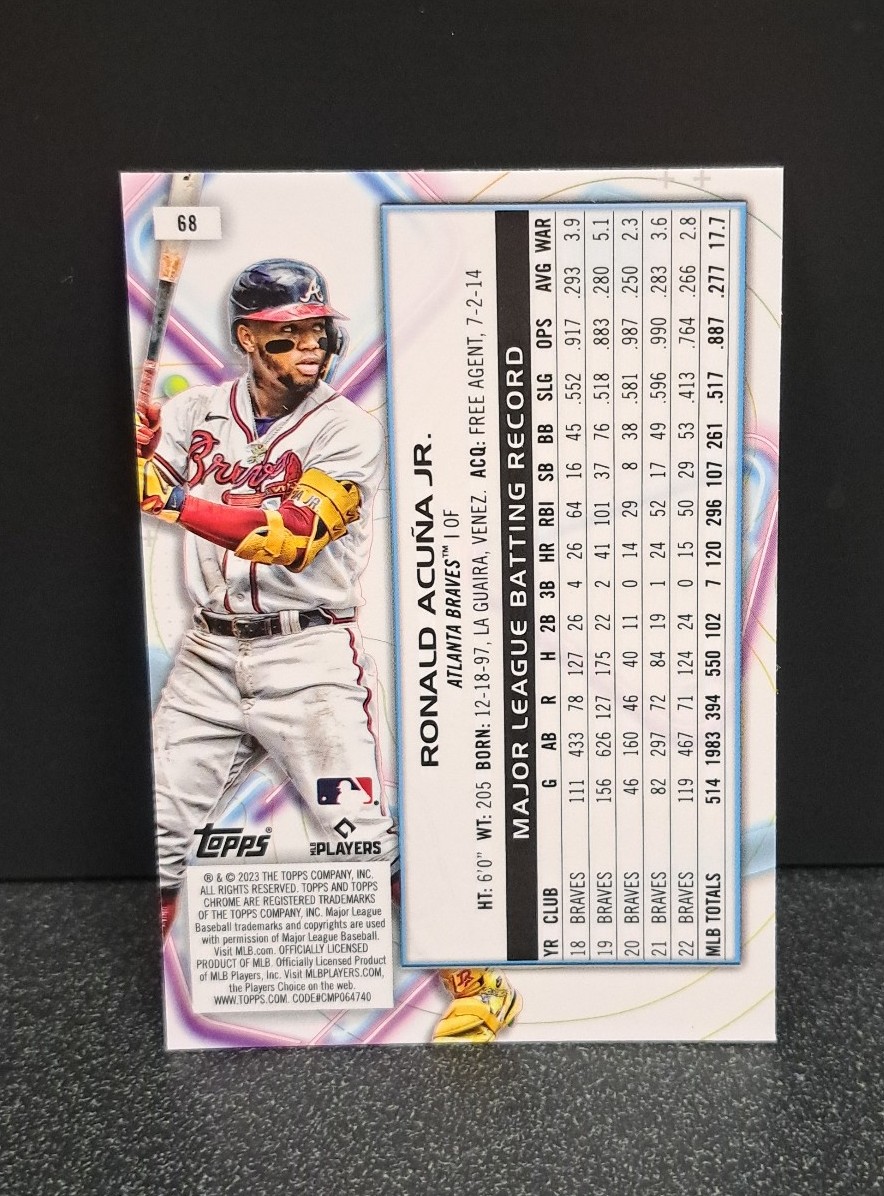 68
A
Braves
JR.
RONALD ACUÑA JR.
ATLANTA BRAVES™ | OF
HT: 6'0" WT: 205 BORN: 12-18-97, LA GUAIRA, VENEZ. ACQ: FREE AGENT, 7-2-14
MAJOR LEAGUE BATTING RECORD
YR CLUB G AB R H 2B 3B HR RBI SB BB SLG OPS AVG WAR
18 BRAVES 111 433 78 127 26 4 26 64 16 45 .552 .917 .293 3.9
19 BRAVES 156 626 127 175 22 2 41 101 37 76 .518 .883 .280 5.1
20 BRAVES 46 160 46 40 11 0 14 29 8 38 .581 .987 .250 2.3
21 BRAVES 82 297 72 84 19 1 24 52 17 49 .596 .990 .283 3.6
22 BRAVES 119 467 71 124 24 0 15 50 29 53 .413 .764 .266 2.8
MLB TOTALS 514 1983 394 550 102 7 120 296 107 261 .517 .887 .277 17.7
TOPPS®
MLB PLAYERS
® & © 2023 THE TOPPS COMPANY, INC.
ALL RIGHTS RESERVED. TOPPS AND TOPPS
CHROME ARE REGISTERED TRADEMARKS
OF THE TOPPS COMPANY, INC. Major League
Baseball trademarks and copyrights are used
with permission of Major League Baseball.
Visit MLB.com. OFFICIALLY LICENSED
PRODUCT OF MLB Officially Licensed Product
of MLB Players, Inc. Visit MLBPLAYERS.COM,
the Players Choice on the web.
WWW.TOPPS.COM. CODE#CMP064740